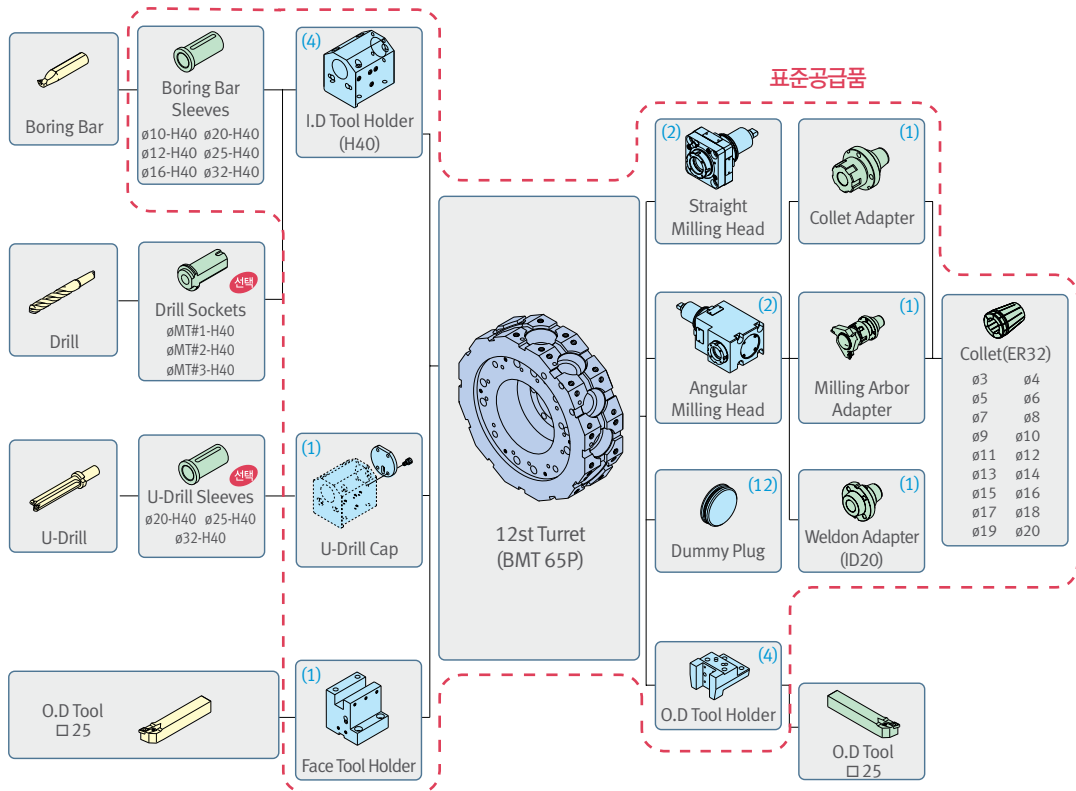 표준공급품
Boring Bar
Boring Bar
Sleeves
ø10-H40 ø20-H40
ø12-H40 ø25-H40
ø16-H40 ø32-H40
(4)
I.D Tool Holder
(H40)
Drill
선택
Drill Sockets
øMT#1-H40
øMT#2-H40
øMT#3-H40
U-Drill
선택
U-Drill Sleeves
ø20-H40 ø25-H40
ø32-H40
(1)
U-Drill Cap
O.D Tool
□ 25
(1)
Face Tool Holder
12st Turret
(BMT 65P)
(2)
Straight
Milling Head
(1)
Collet Adapter
(2)
Angular
Milling Head
(1)
Milling Arbor
Adapter
(12)
Dummy Plug
(1)
Weldon Adapter
(ID20)
Collet(ER32)
ø3 ø4
ø5 ø6
ø7 ø8
ø9 ø10
ø11 ø12
ø13 ø14
ø15 ø16
ø17 ø18
ø19 ø20
(4)
O.D Tool Holder
O.D Tool
□ 25